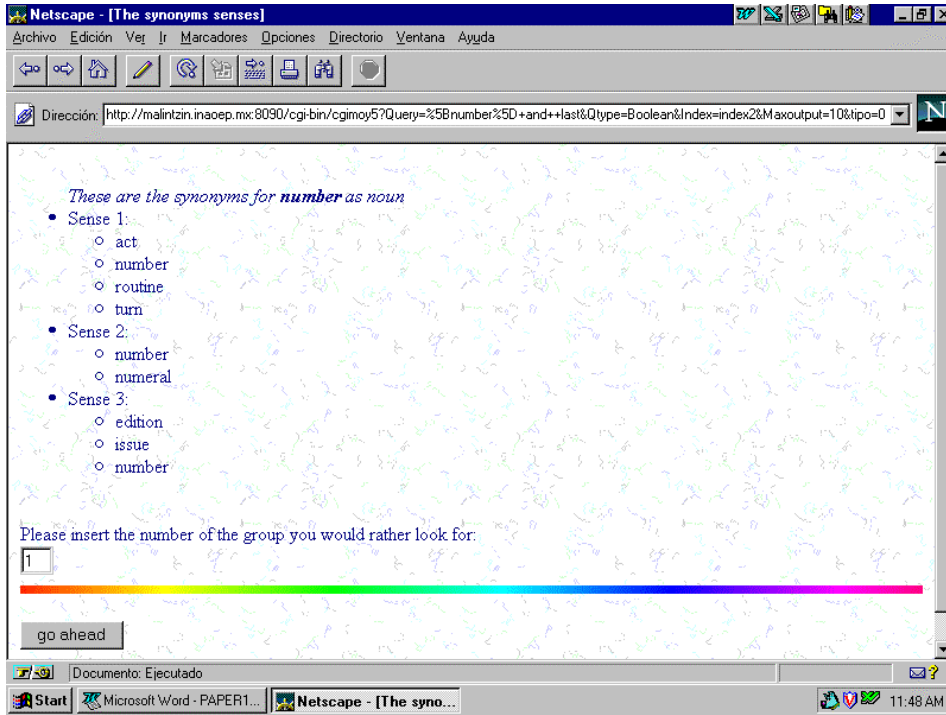 Netscape - [The synonyms senses]
Archivo Edición Ver Ir Marcadores Opciones Directorio Ventana Ayuda
Dirección: http://malintzin.inaoep.mx:8090/cgi-bin/cgimoy5?Query=%5Bnumber%5D+and++last&Qtype=Boolean&Index=index2&Maxoutput=10&tipo=0
N
These are the synonyms for number as noun
Sense 1:
act
number
routine
turn
Sense 2:
number
numeral
Sense 3:
edition
issue
number
Please insert the number of the group you would rather look for:
1
go ahead
Documento: Ejecutado
Start Microsoft Word - PAPER1... Netscape - [The syno... 11:48 AM